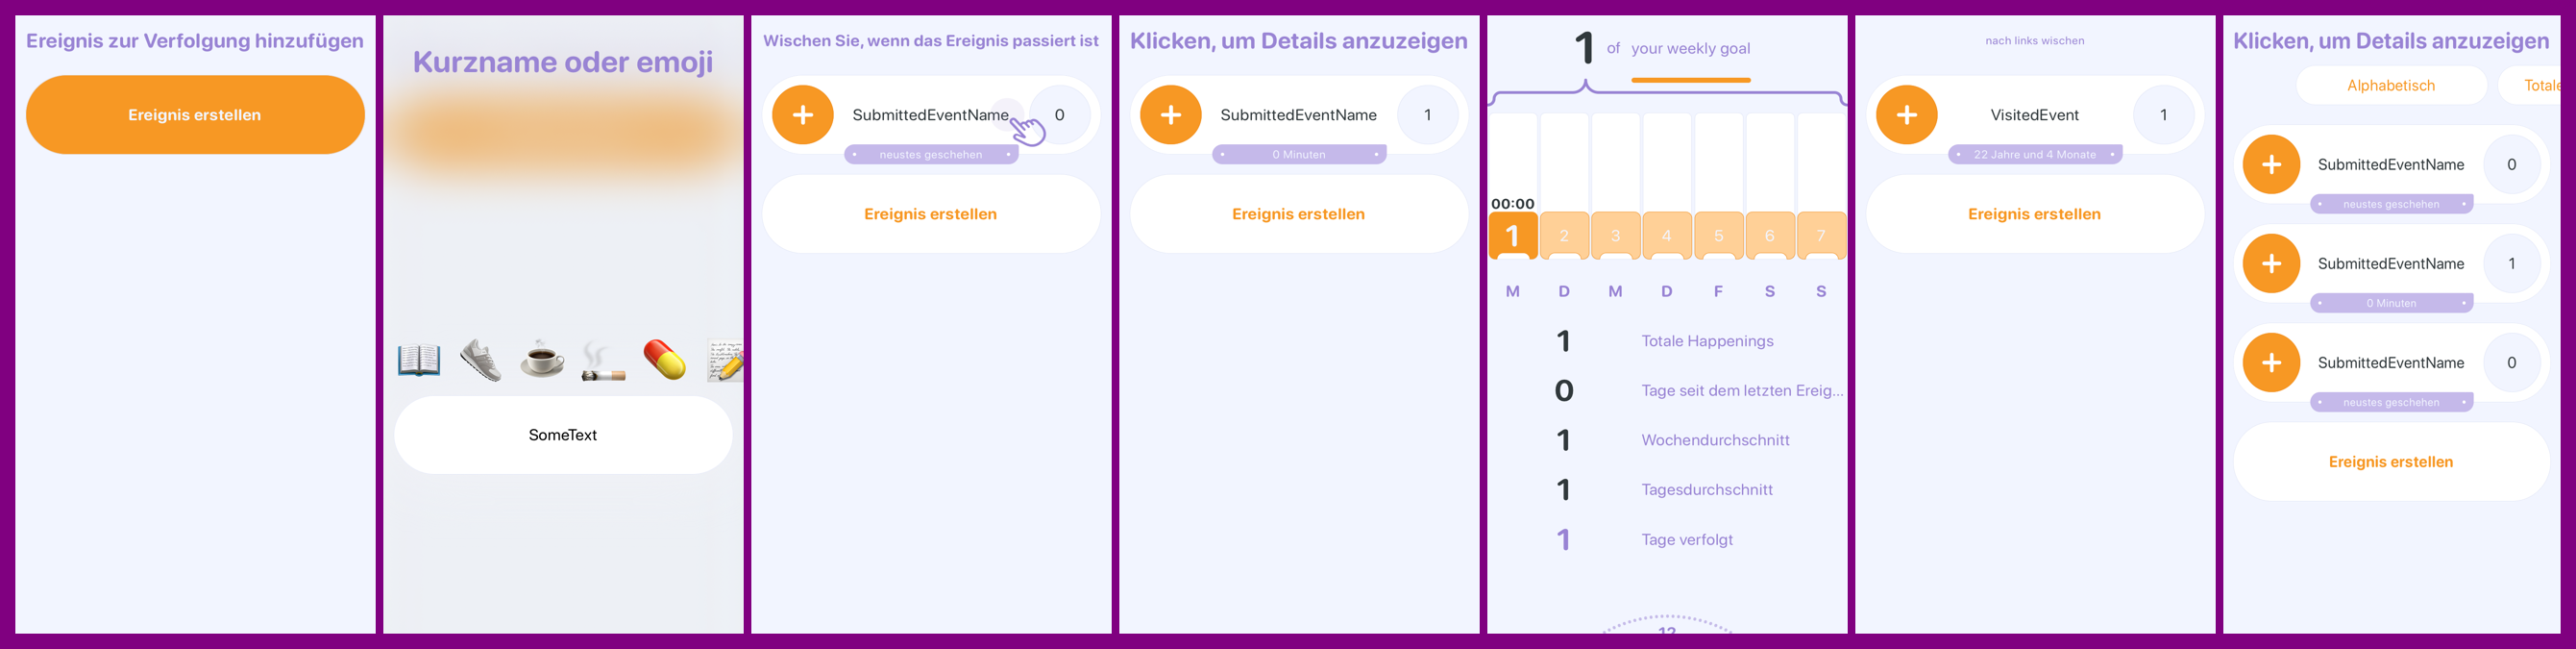 Ereignis zur Verfolgung hinzufügen
Ereignis erstellen
Kurzname oder emoji
SomeText
Wischen Sie, wenn das Ereignis passiert ist
SubmittedEventName
0
neustes geschehen
Ereignis erstellen
Klicken, um Details anzuzeigen
SubmittedEventName
1
0 Minuten
Ereignis erstellen
1 of your weekly goal
00:00
1 2 3 4 5 6 7
M D M D F S S
1 Totale Happenings
0 Tage seit dem letzten Ereig...
1 Wochendurchschnitt
1 Tagesdurchschnitt
1 Tage verfolgt
12
nach links wischen
VisitedEvent
1
22 Jahre und 4 Monate
Ereignis erstellen
Klicken, um Details anzuzeigen
Alphabetisch Totale
SubmittedEventName
0
neustes geschehen
SubmittedEventName
1
0 Minuten
SubmittedEventName
0
neustes geschehen
Ereignis erstellen